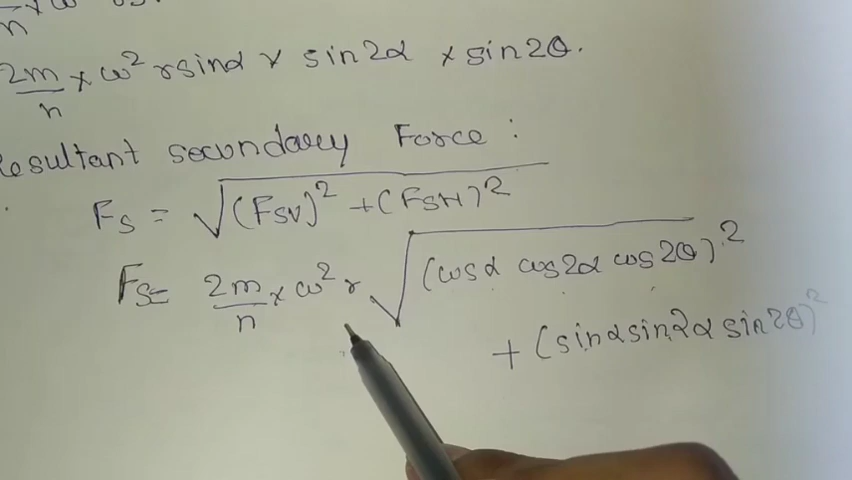 n
2m/n × ω² r sinα × sin2α × sin2θ.
Resultant secondary Force :
Fs = √(FSV)² + (FSH)²
Fs = 2m/n × ω² r √(cosα cos2α cos2θ)²
+ (sinα sin2α sin2θ)²